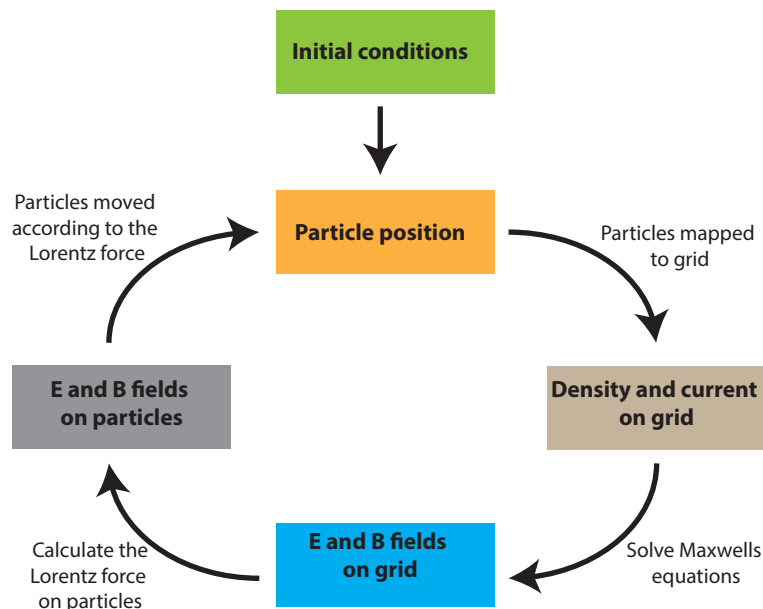 Initial conditions
Particles moved
according to the
Lorentz force
Particle position
Particles mapped
to grid
E and B fields
on particles
Density and current
on grid
Calculate the
Lorentz force
on particles
E and B fields
on grid
Solve Maxwells
equations